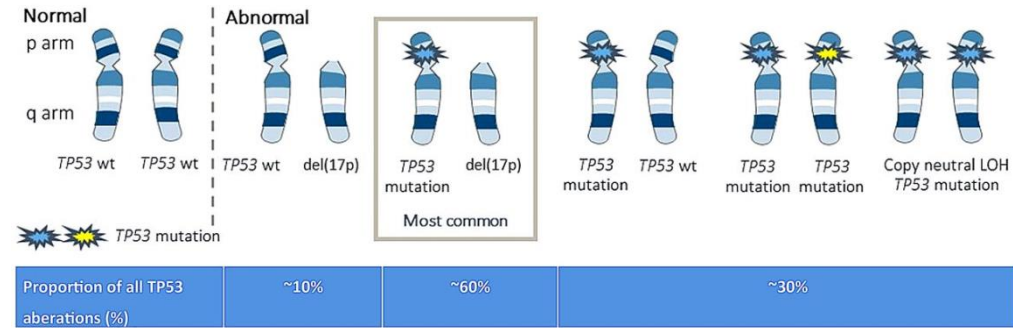 Normal
Abnormal
p arm
q arm
TP53 wt
TP53 wt
TP53 wt
del(17p)
TP53
mutation
del(17p)
Most common
TP53
mutation
TP53 wt
TP53
mutation
TP53
mutation
Copy neutral LOH
TP53 mutation
TP53 mutation
Proportion of all TP53
aberations (%)
~10%
~60%
~30%